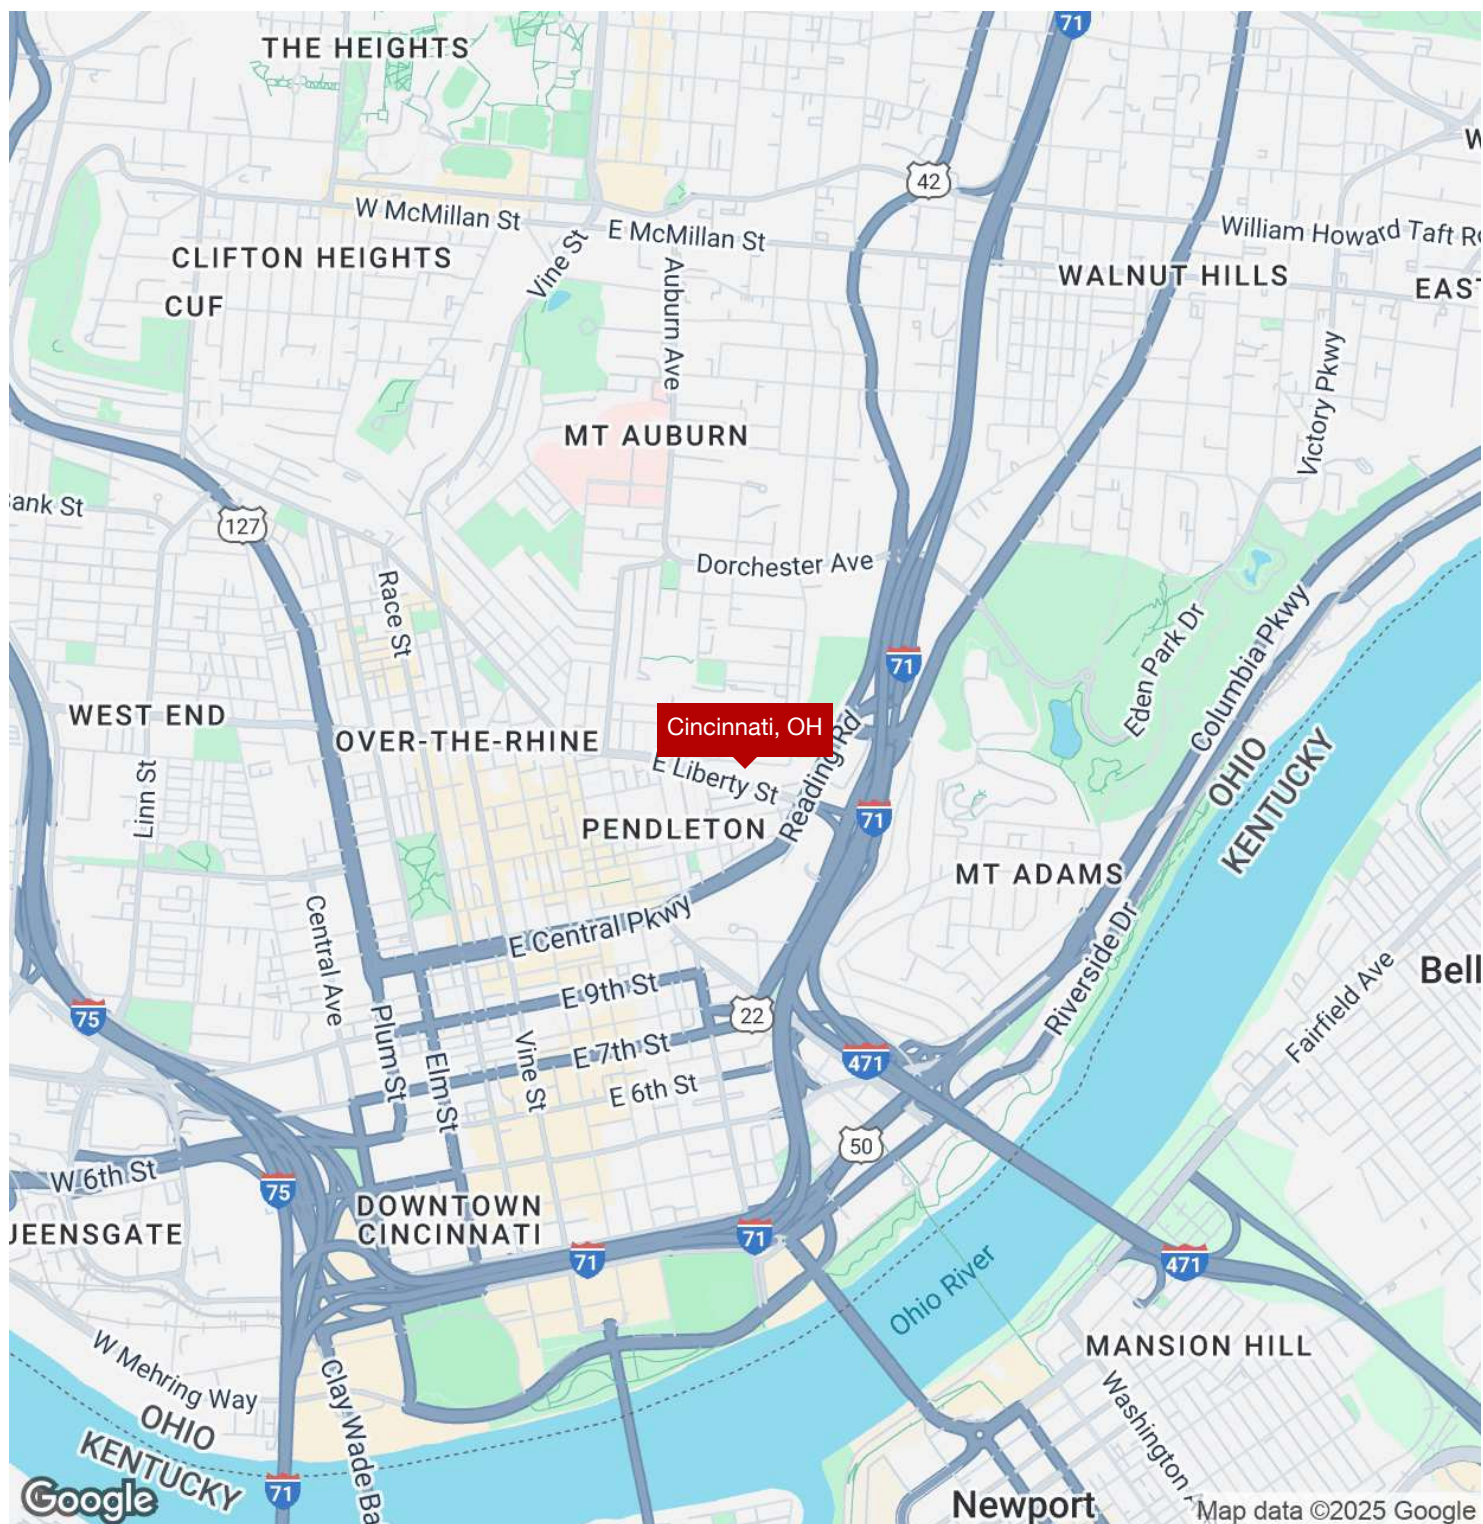 71
THE HEIGHTS
42
W McMillan St
E McMillan St
William Howard Taft
CLIFTON HEIGHTS
Vine St
WALNUT HILLS
CUF
Auburn Ave
Victory Pkwy
MT AUBURN
ank St
127
Dorchester Ave
Race St
Eden Park Dr
Columbia Pkwy
71
WEST END
Cincinnati, OH
OVER-THE-RHINE
E Liberty St
Reading Rd
OHIO
KENTUCKY
Linn St
PENDLETON
71
MT ADAMS
Central Ave
E Central Pkwy
Riverside Dr
Bell
E 9th St
75
22
Fairfield Ave
Plum St
Elm St
Vine St
E 7th St
471
E 6th St
50
W 6th St
75
DOWNTOWN
CINCINNATI
UEENSGATE
71
71
471
Ohio River
MANSION HILL
W Mehring Way
Clay Wade Ba
Washington
OHIO
KENTUCKY
71
Google
Newport
Map data ©2025 Google